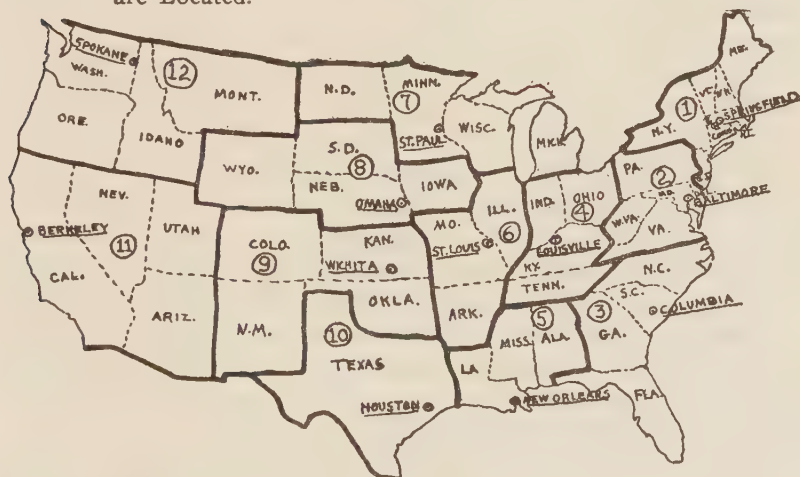 are Located.
SPOKANE
WASH.
12
MONT.
N.D.
MINN.
7
ST. PAUL
WISC.
MICH.
ME.
VT.
N.H.
1
SPRINGFIELD
N.Y.
CONN.
R.I.
ORE.
IDAHO
WYO.
S.D.
8
NEB.
OMAHA
IOWA
PA.
2
MD.
BALTIMORE
NEV.
UTAH
COLO.
9
KAN.
WICHITA
MO.
ST. LOUIS
ILL.
6
IND.
OHIO
4
LOUISVILLE
KY.
W.VA.
VA.
BERKELEY
11
CAL.
ARIZ.
N.M.
OKLA.
ARK.
TENN.
N.C.
S.C.
COLUMBIA
10
TEXAS
HOUSTON
LA
MISS.
5
ALA.
3
GA.
NEW ORLEANS
FLA.